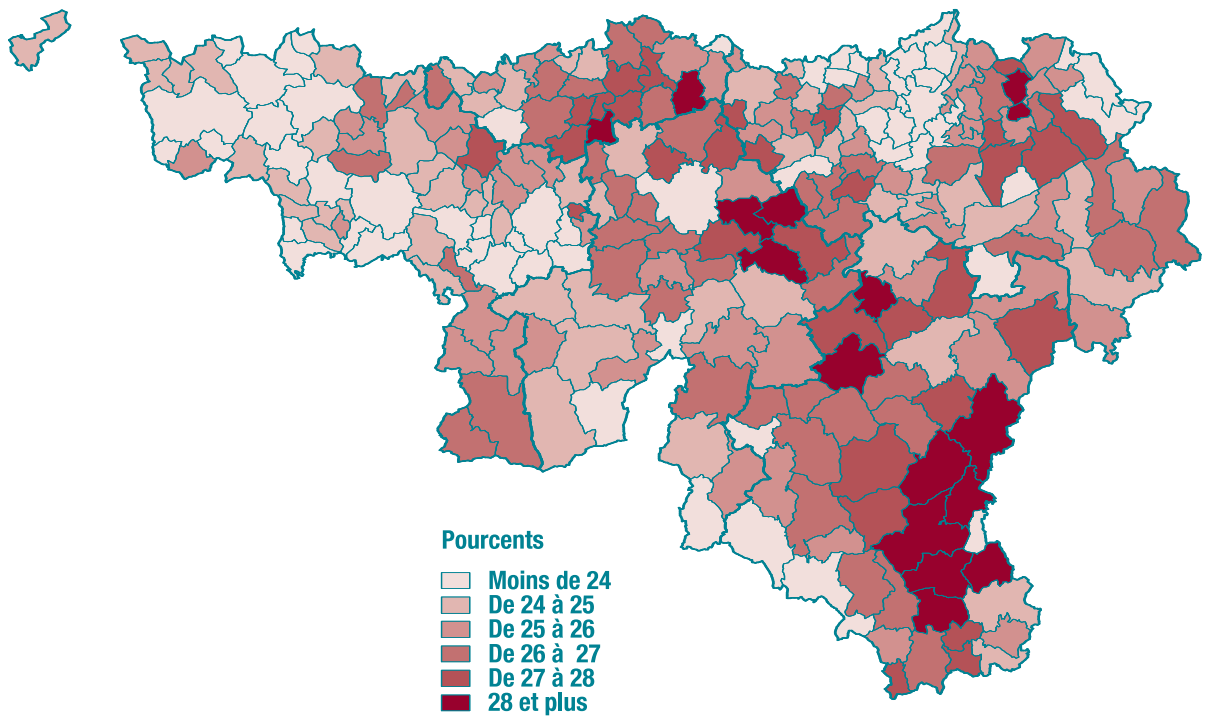 Pourcents
Moins de 24
De 24 à 25
De 25 à 26
De 26 à 27
De 27 à 28
28 et plus